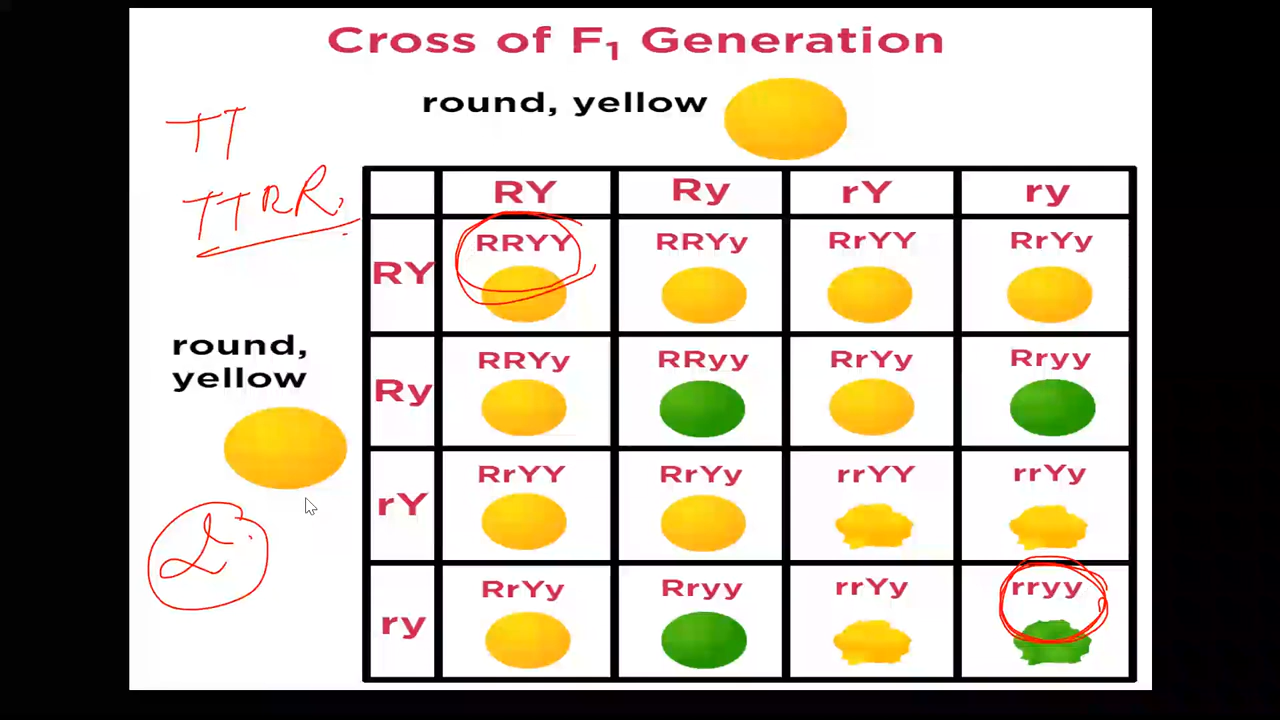 Cross of F₁ Generation
round, yellow
TT
TTRR
RY Ry rY ry
RY RRYY RRYy RrYY RrYy
round,
yellow
Ry RRYy RRyy RrYy Rryy
rY RrYY RrYy rrYY rrYy
ry RrYy Rryy rrYy rryy